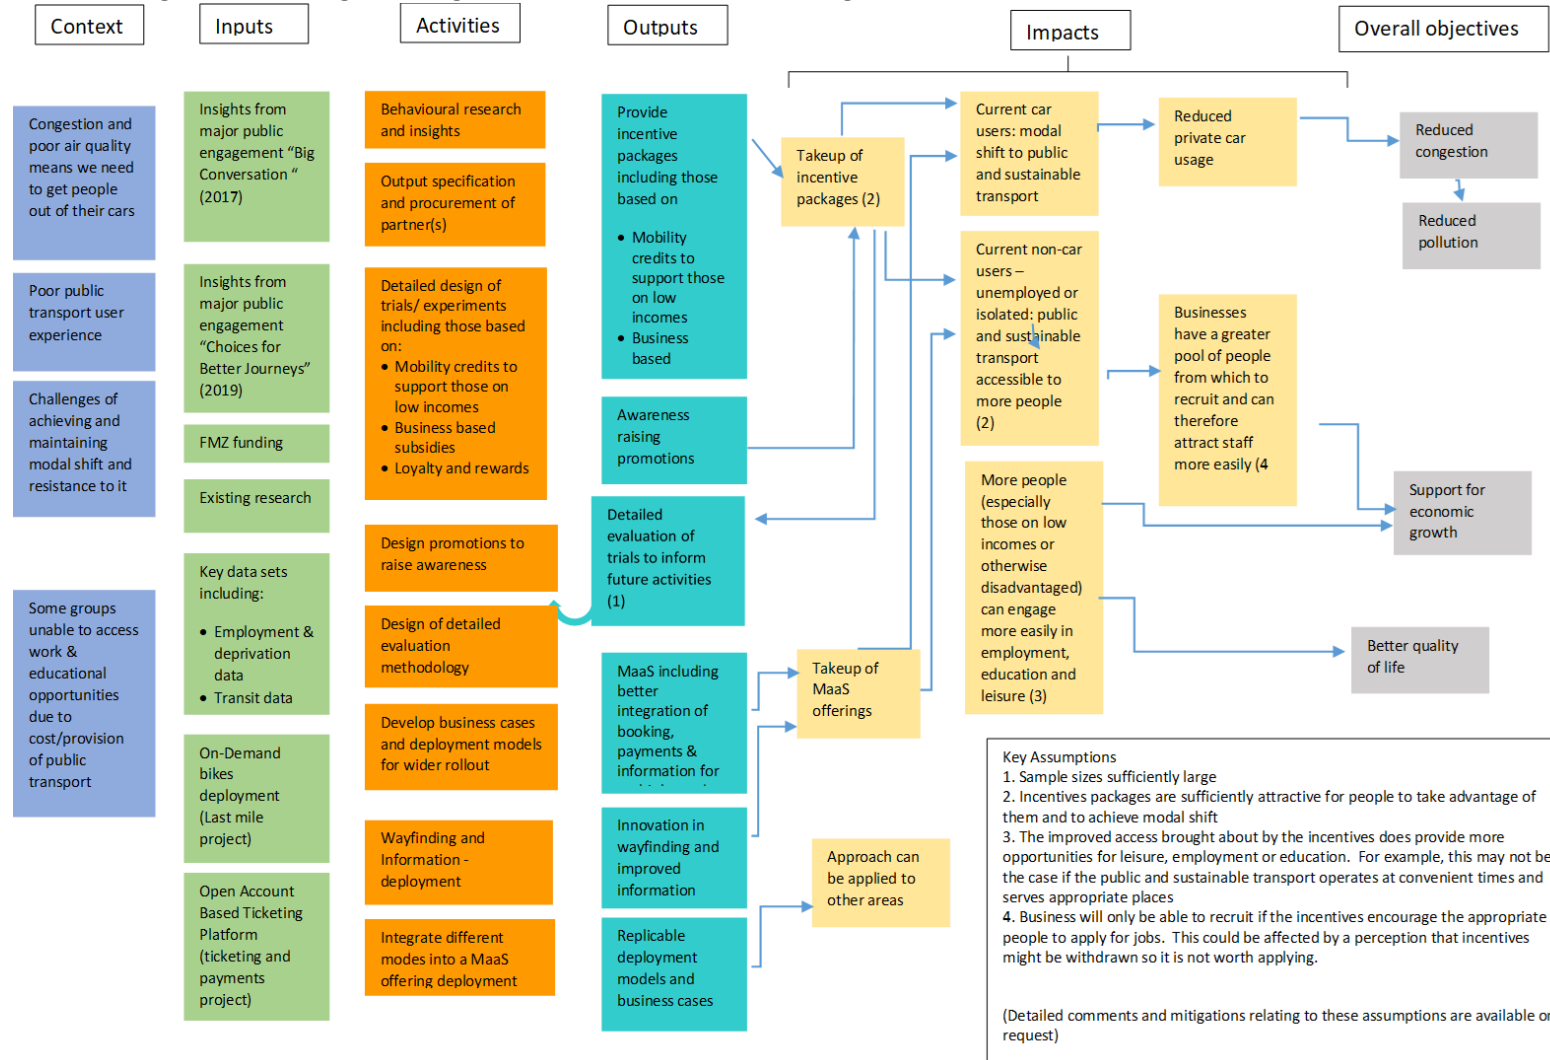 Context
Inputs
Activities
Outputs
Impacts
Overall objectives
Congestion and
poor air quality
means we need
to get people
out of their cars
Poor public
transport user
experience
Challenges of
achieving and
maintaining
modal shift and
resistance to it
Some groups
unable to access
work &
educational
opportunities
due to
cost/provision
of public
transport
Insights from
major public
engagement “Big
Conversation “
(2017)
Insights from
major public
engagement
“Choices for
Better Journeys”
(2019)
FMZ funding
Existing research
Key data sets
including:
• Employment &
deprivation
data
• Transit data
On-Demand
bikes
deployment
(Last mile
project)
Open Account
Based Ticketing
Platform
(ticketing and
payments
project)
Behavioural research
and insights
Output specification
and procurement of
partner(s)
Detailed design of
trials/ experiments
including those based
on:
• Mobility credits to
support those on
low incomes
• Business based
subsidies
• Loyalty and rewards
Design promotions to
raise awareness
Design of detailed
evaluation
methodology
Develop business cases
and deployment models
for wider rollout
Wayfinding and
Information -
deployment
Integrate different
modes into a MaaS
offering deployment
Provide
incentive
packages
including those
based on
• Mobility
credits to
support those
on low
incomes
• Business
based
Awareness
raising
promotions
Detailed
evaluation of
trials to inform
future activities
(1)
MaaS including
better
integration of
booking,
payments &
information for
Innovation in
wayfinding and
improved
information
Replicable
deployment
models and
business cases
Takeup of
incentive
packages (2)
Takeup of
MaaS
offerings
Approach can
be applied to
other areas
Current car
users: modal
shift to public
and sustainable
transport
Current non-car
users –
unemployed or
isolated: public
and sustainable
transport
accessible to
more people
(2)
More people
(especially
those on low
incomes or
otherwise
disadvantaged)
can engage
more easily in
employment,
education and
leisure (3)
Reduced
private car
usage
Businesses
have a greater
pool of people
from which to
recruit and can
therefore
attract staff
more easily (4
Reduced
congestion
Reduced
pollution
Support for
economic
growth
Better quality
of life
Key Assumptions
1. Sample sizes sufficiently large
2. Incentives packages are sufficiently attractive for people to take advantage of
them and to achieve modal shift
3. The improved access brought about by the incentives does provide more
opportunities for leisure, employment or education. For example, this may not be
the case if the public and sustainable transport operates at convenient times and
serves appropriate places
4. Business will only be able to recruit if the incentives encourage the appropriate
people to apply for jobs. This could be affected by a perception that incentives
might be withdrawn so it is not worth applying.
(Detailed comments and mitigations relating to these assumptions are available on
request)